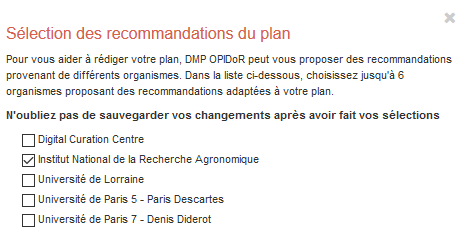 Sélection des recommandations du plan
Pour vous aider à rédiger votre plan, DMP OPIDoR peut vous proposer des recommandations
provenant de différents organismes. Dans la liste ci-dessous, choisissez jusqu'à 6
organismes proposant des recommandations adaptées à votre plan.
N'oubliez pas de sauvegarder vos changements après avoir fait vos sélections
Digital Curation Centre
Institut National de la Recherche Agronomique
Université de Lorraine
Université de Paris 5 - Paris Descartes
Université de Paris 7 - Denis Diderot